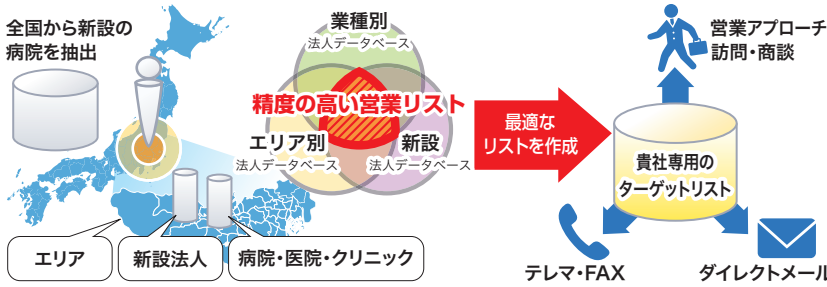 全国から新設の
病院を抽出
業種別
法人データベース
精度の高い営業リスト
エリア別
法人データベース
新設
法人データベース
エリア
新設法人
病院・医院・クリニック
最適な
リストを作成
営業アプローチ
訪問・商談
貴社専用の
ターゲットリスト
テレマ・FAX
ダイレクトメール